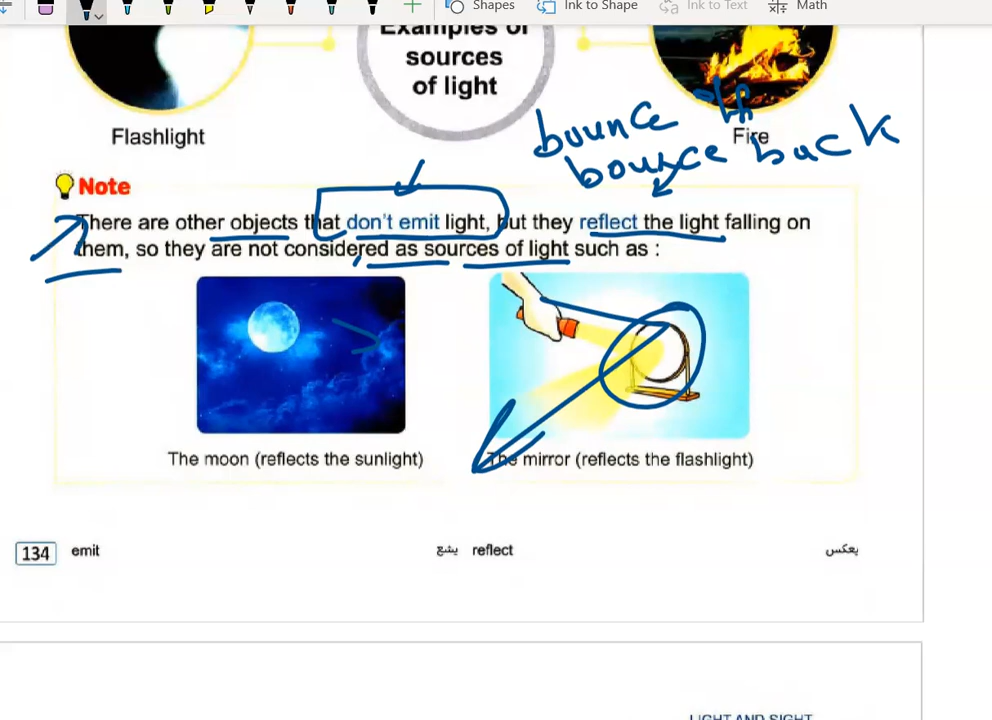 Shapes
Ink to Shape
Ink to Text
Math
Examples of
sources
of light
Flashlight
Fire
bounce off
bounce back
Note
There are other objects that don't emit light, but they reflect the light falling on
them, so they are not considered as sources of light such as :
The moon (reflects the sunlight)
The mirror (reflects the flashlight)
134 emit يشع reflect يعكس
LIGHT AND SIGHT